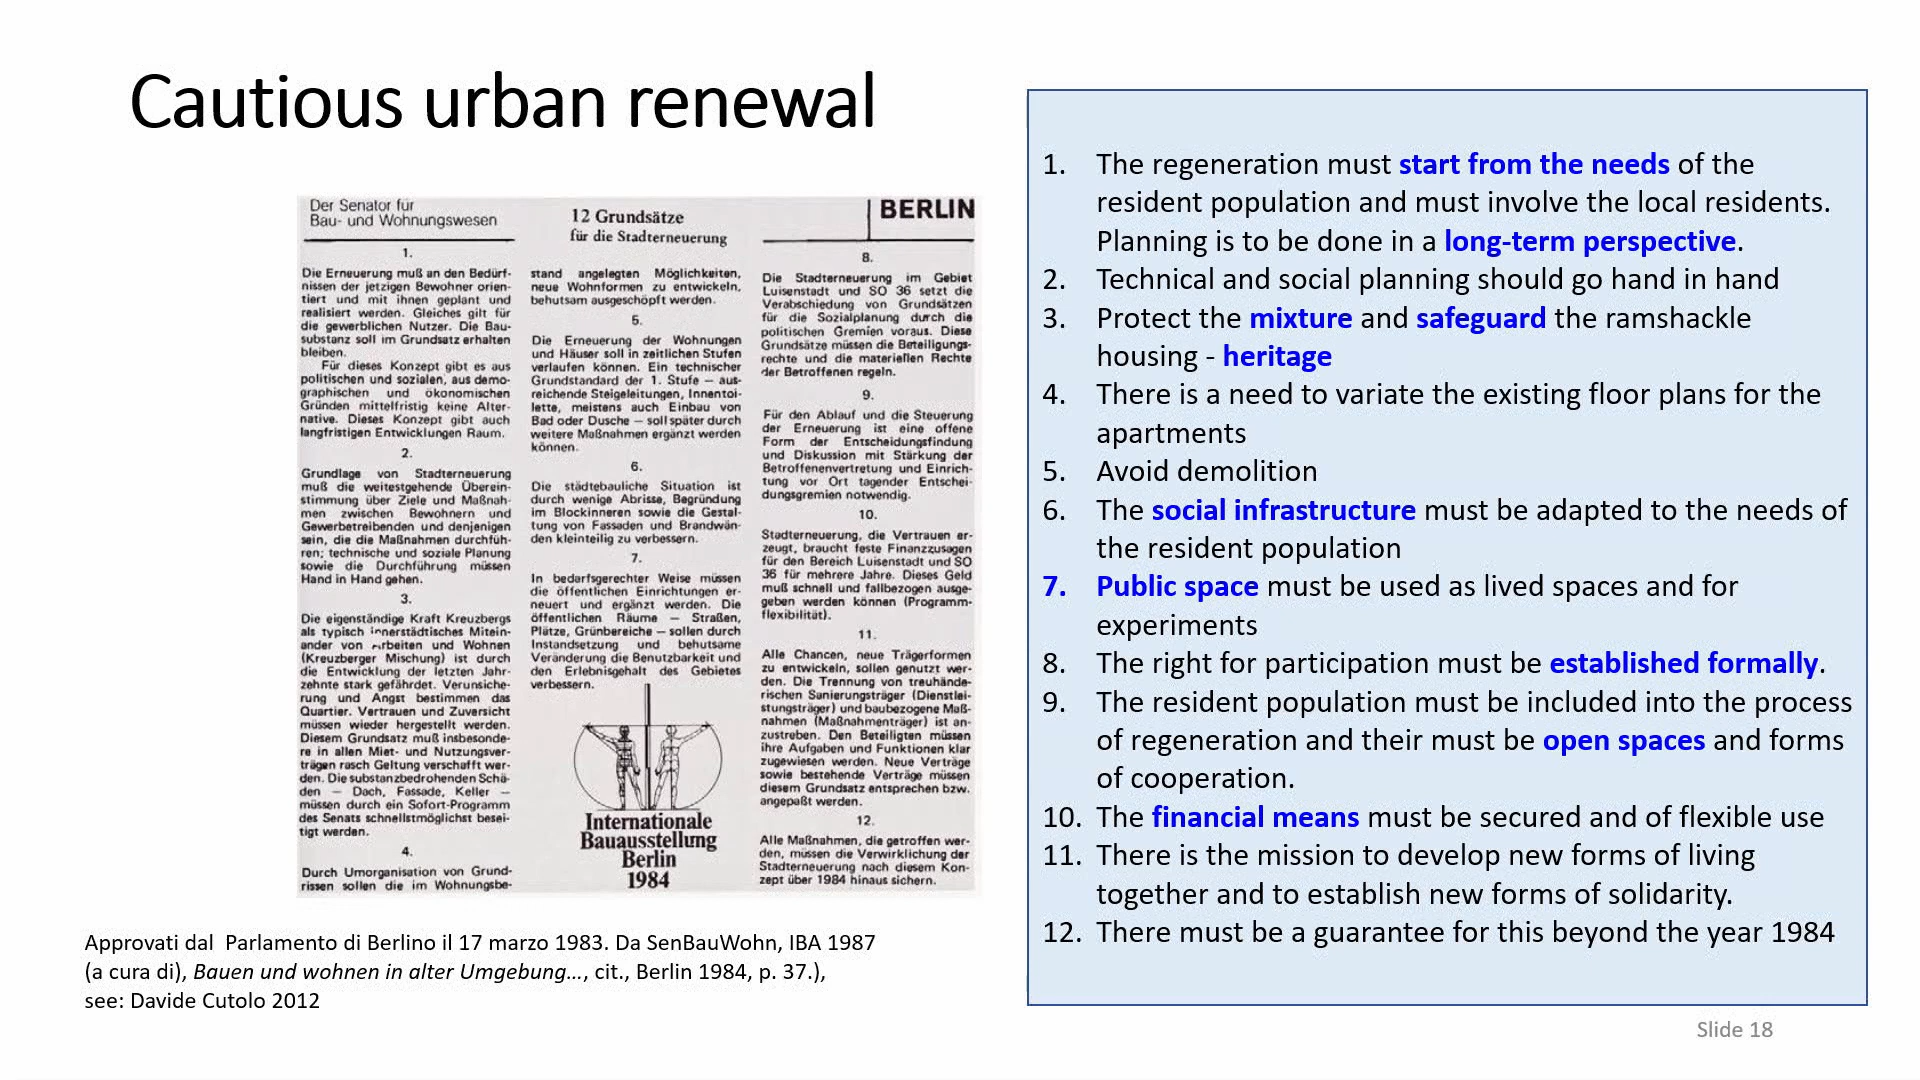 Cautious urban renewal
Der Senator für
Bau- und Wohnungswesen
1.
Die Erneuerung muß an den Bedürf-
nissen der jetzigen Bewohner orien-
tiert und mit ihnen geplant und
realisiert werden. Gleiches gilt für
die gewerblichen Nutzer. Die Bau-
substanz soll im Grundsatz erhalten
bleiben.
Für dieses Konzept gibt es aus
politischen und sozialen, aus demo-
graphischen und ökonomischen
Gründen mittelfristig keine Alter-
native. Dieses Konzept gibt auch
langfristigen Entwicklungen Raum.
2.
Grundlage von Stadterneuerung
muß die weitestgehende Überein-
stimmung über Ziele und Maßnah-
men zwischen Bewohnern und
Gewerbetreibenden und denjenigen
sein, die die Maßnahmen durchfüh-
ren; technische und soziale Planung
sowie die Durchführung müssen
Hand in Hand gehen.
3.
Die eigenständige Kraft Kreuzbergs
als typisch innerstädtisches Mitein-
ander von Arbeiten und Wohnen
(Kreuzberger Mischung) ist durch
die Entwicklung der letzten Jahr-
zehnte stark gefährdet. Verunsiche-
rung und Angst bestimmen das
Quartier. Vertrauen und Zuversicht
müssen wieder hergestellt werden.
Diesem Grundsatz muß insbesonde-
re in allen Miet- und Nutzungsver-
trägen rasch Geltung verschafft wer-
den. Die substanzbedrohenden Schä-
den — Dach, Fassade, Keller —
müssen durch ein Sofort-Programm
des Senats schnellstmöglichst besei-
tigt werden.
4.
Durch Umorganisation von Grund-
rissen sollen die im Wohnungsbe-
12 Grundsätze
für die Stadterneuerung
stand angelegten Möglichkeiten,
neue Wohnformen zu entwickeln,
behutsam ausgeschöpft werden.
5.
Die Erneuerung der Wohnungen
und Häuser soll in zeitlichen Stufen
verlaufen können. Ein technischer
Grundstandard der 1. Stufe — aus-
reichende Steigeleitungen, Innentoi-
lette, meistens auch Einbau von
Bad oder Dusche — soll später durch
weitere Maßnahmen ergänzt werden
können.
6.
Die städtebauliche Situation ist
durch wenige Abrisse, Begründung
im Blockinneren sowie die Gestal-
tung von Fassaden und Brandwän-
den kleinteilig zu verbessern.
7.
In bedarfsgerechter Weise müssen
die öffentlichen Einrichtungen er-
neuert und ergänzt werden. Die
öffentlichen Räume — Straßen,
Plätze, Grünbereiche — sollen durch
Instandsetzung und behutsame
Veränderung die Benutzbarkeit und
den Erlebnisgehalt des Gebietes
verbessern.
Internationale
Bauausstellung
Berlin
1984
BERLIN
8.
Die Stadterneuerung im Gebiet
Luisenstadt und SO 36 setzt die
Verabschiedung von Grundsätzen
für die Sozialplanung durch die
politischen Gremien voraus. Diese
Grundsätze müssen die Beteiligungs-
rechte und die materiellen Rechte
der Betroffenen regeln.
9.
Für den Ablauf und die Steuerung
der Erneuerung ist eine offene
Form der Entscheidungsfindung
und Diskussion mit Stärkung der
Betroffenenvertretung und Einrich-
tung vor Ort tagender Entschei-
dungsgremien notwendig.
10.
Stadterneuerung, die Vertrauen er-
zeugt, braucht feste Finanzzusagen
für den Bereich Luisenstadt und SO
36 für mehrere Jahre. Dieses Geld
muß schnell und fallbezogen ausge-
geben werden können (Programm-
flexibilität).
11.
Alle Chancen, neue Trägerformen
zu entwickeln, sollen genutzt wer-
den. Die Trennung von treuhände-
rischen Sanierungsträger (Dienstlei-
stungsträger) und baubezogene Maß-
nahmen (Maßnahmenträger) ist an-
zustreben. Den Beteiligten müssen
ihre Aufgaben und Funktionen klar
zugewiesen werden. Neue Verträge
sowie bestehende Verträge müssen
diesem Grundsatz entsprechen bzw.
angepaßt werden.
12.
Alle Maßnahmen, die getroffen wer-
den, müssen die Verwirklichung der
Stadterneuerung nach diesem Kon-
zept über 1984 hinaus sichern.
Approvati dal Parlamento di Berlino il 17 marzo 1983. Da SenBauWohn, IBA 1987
(a cura di), Bauen und wohnen in alter Umgebung..., cit., Berlin 1984, p. 37.),
see: Davide Cutolo 2012
1. The regeneration must start from the needs of the
resident population and must involve the local residents.
Planning is to be done in a long-term perspective.
2. Technical and social planning should go hand in hand
3. Protect the mixture and safeguard the ramshackle
housing - heritage
4. There is a need to variate the existing floor plans for the
apartments
5. Avoid demolition
6. The social infrastructure must be adapted to the needs of
the resident population
7. Public space must be used as lived spaces and for
experiments
8. The right for participation must be established formally.
9. The resident population must be included into the process
of regeneration and their must be open spaces and forms
of cooperation.
10. The financial means must be secured and of flexible use
11. There is the mission to develop new forms of living
together and to establish new forms of solidarity.
12. There must be a guarantee for this beyond the year 1984
Slide 18